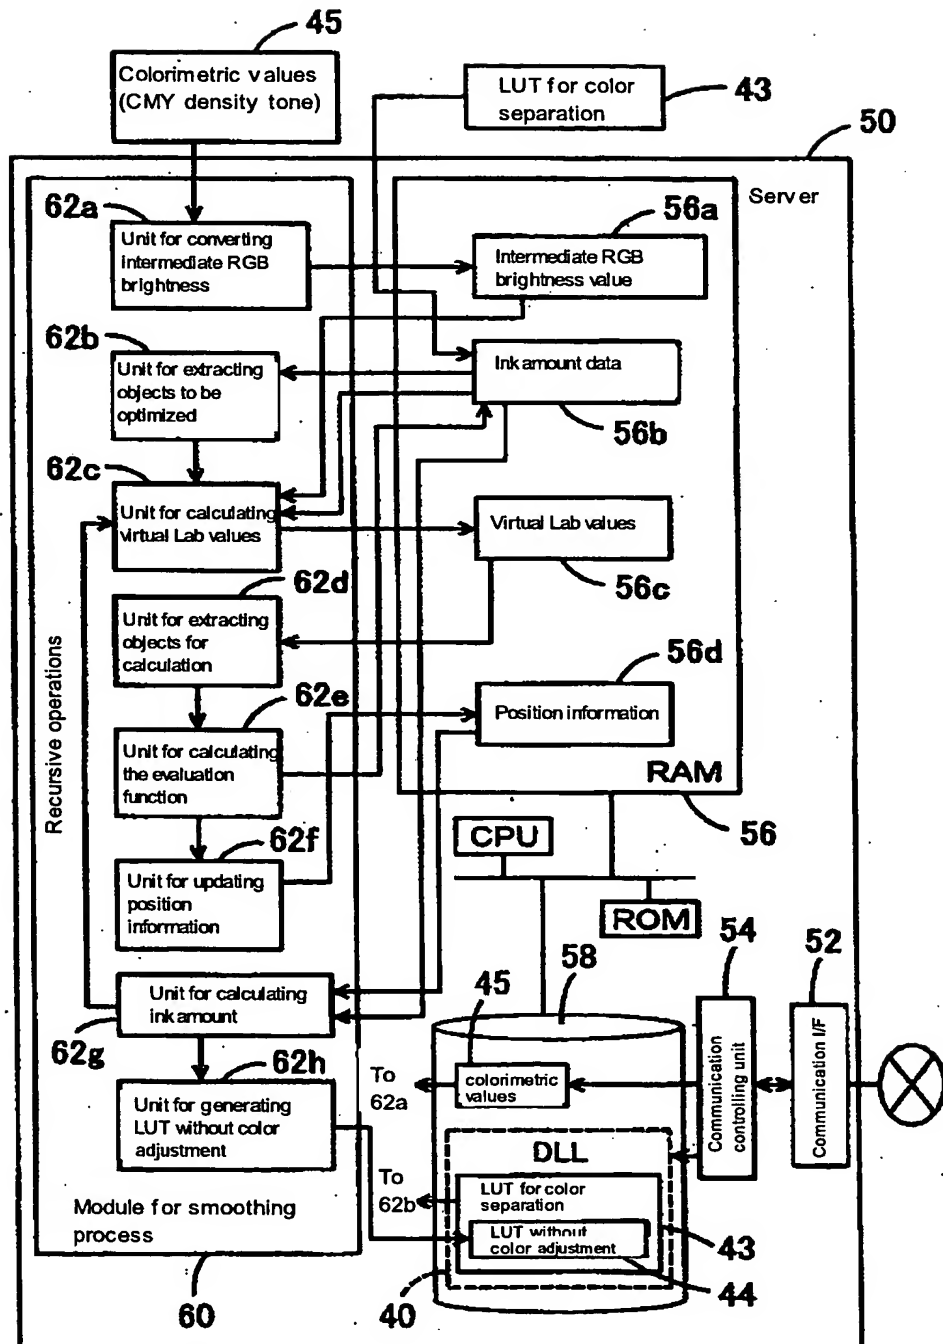 45
Colorimetric values
(CMY density tone)
LUT for color
separation
43
50
Server
62a
Unit for converting
intermediate RGB
brightness
56a
Intermediate RGB
brightness value
62b
Unit for extracting
objects to be
optimized
Ink amount data
56b
62c
Unit for calculating
virtual Lab values
Virtual Lab values
56c
62d
Unit for extracting
objects for
calculation
56d
Position information
62e
Unit for calculating
the evaluation
function
RAM
56
Recursive operations
62f
Unit for updating
position
information
CPU
ROM
54
52
58
45
Unit for calculating
ink amount
62g
62h
Unit for generating
LUT without color
adjustment
To
62a
colorimetric
values
Communication
controlling unit
Communication I/F
DLL
To
62b
LUT for color
separation
LUT without
color adjustment
43
44
40
Module for smoothing
process
60